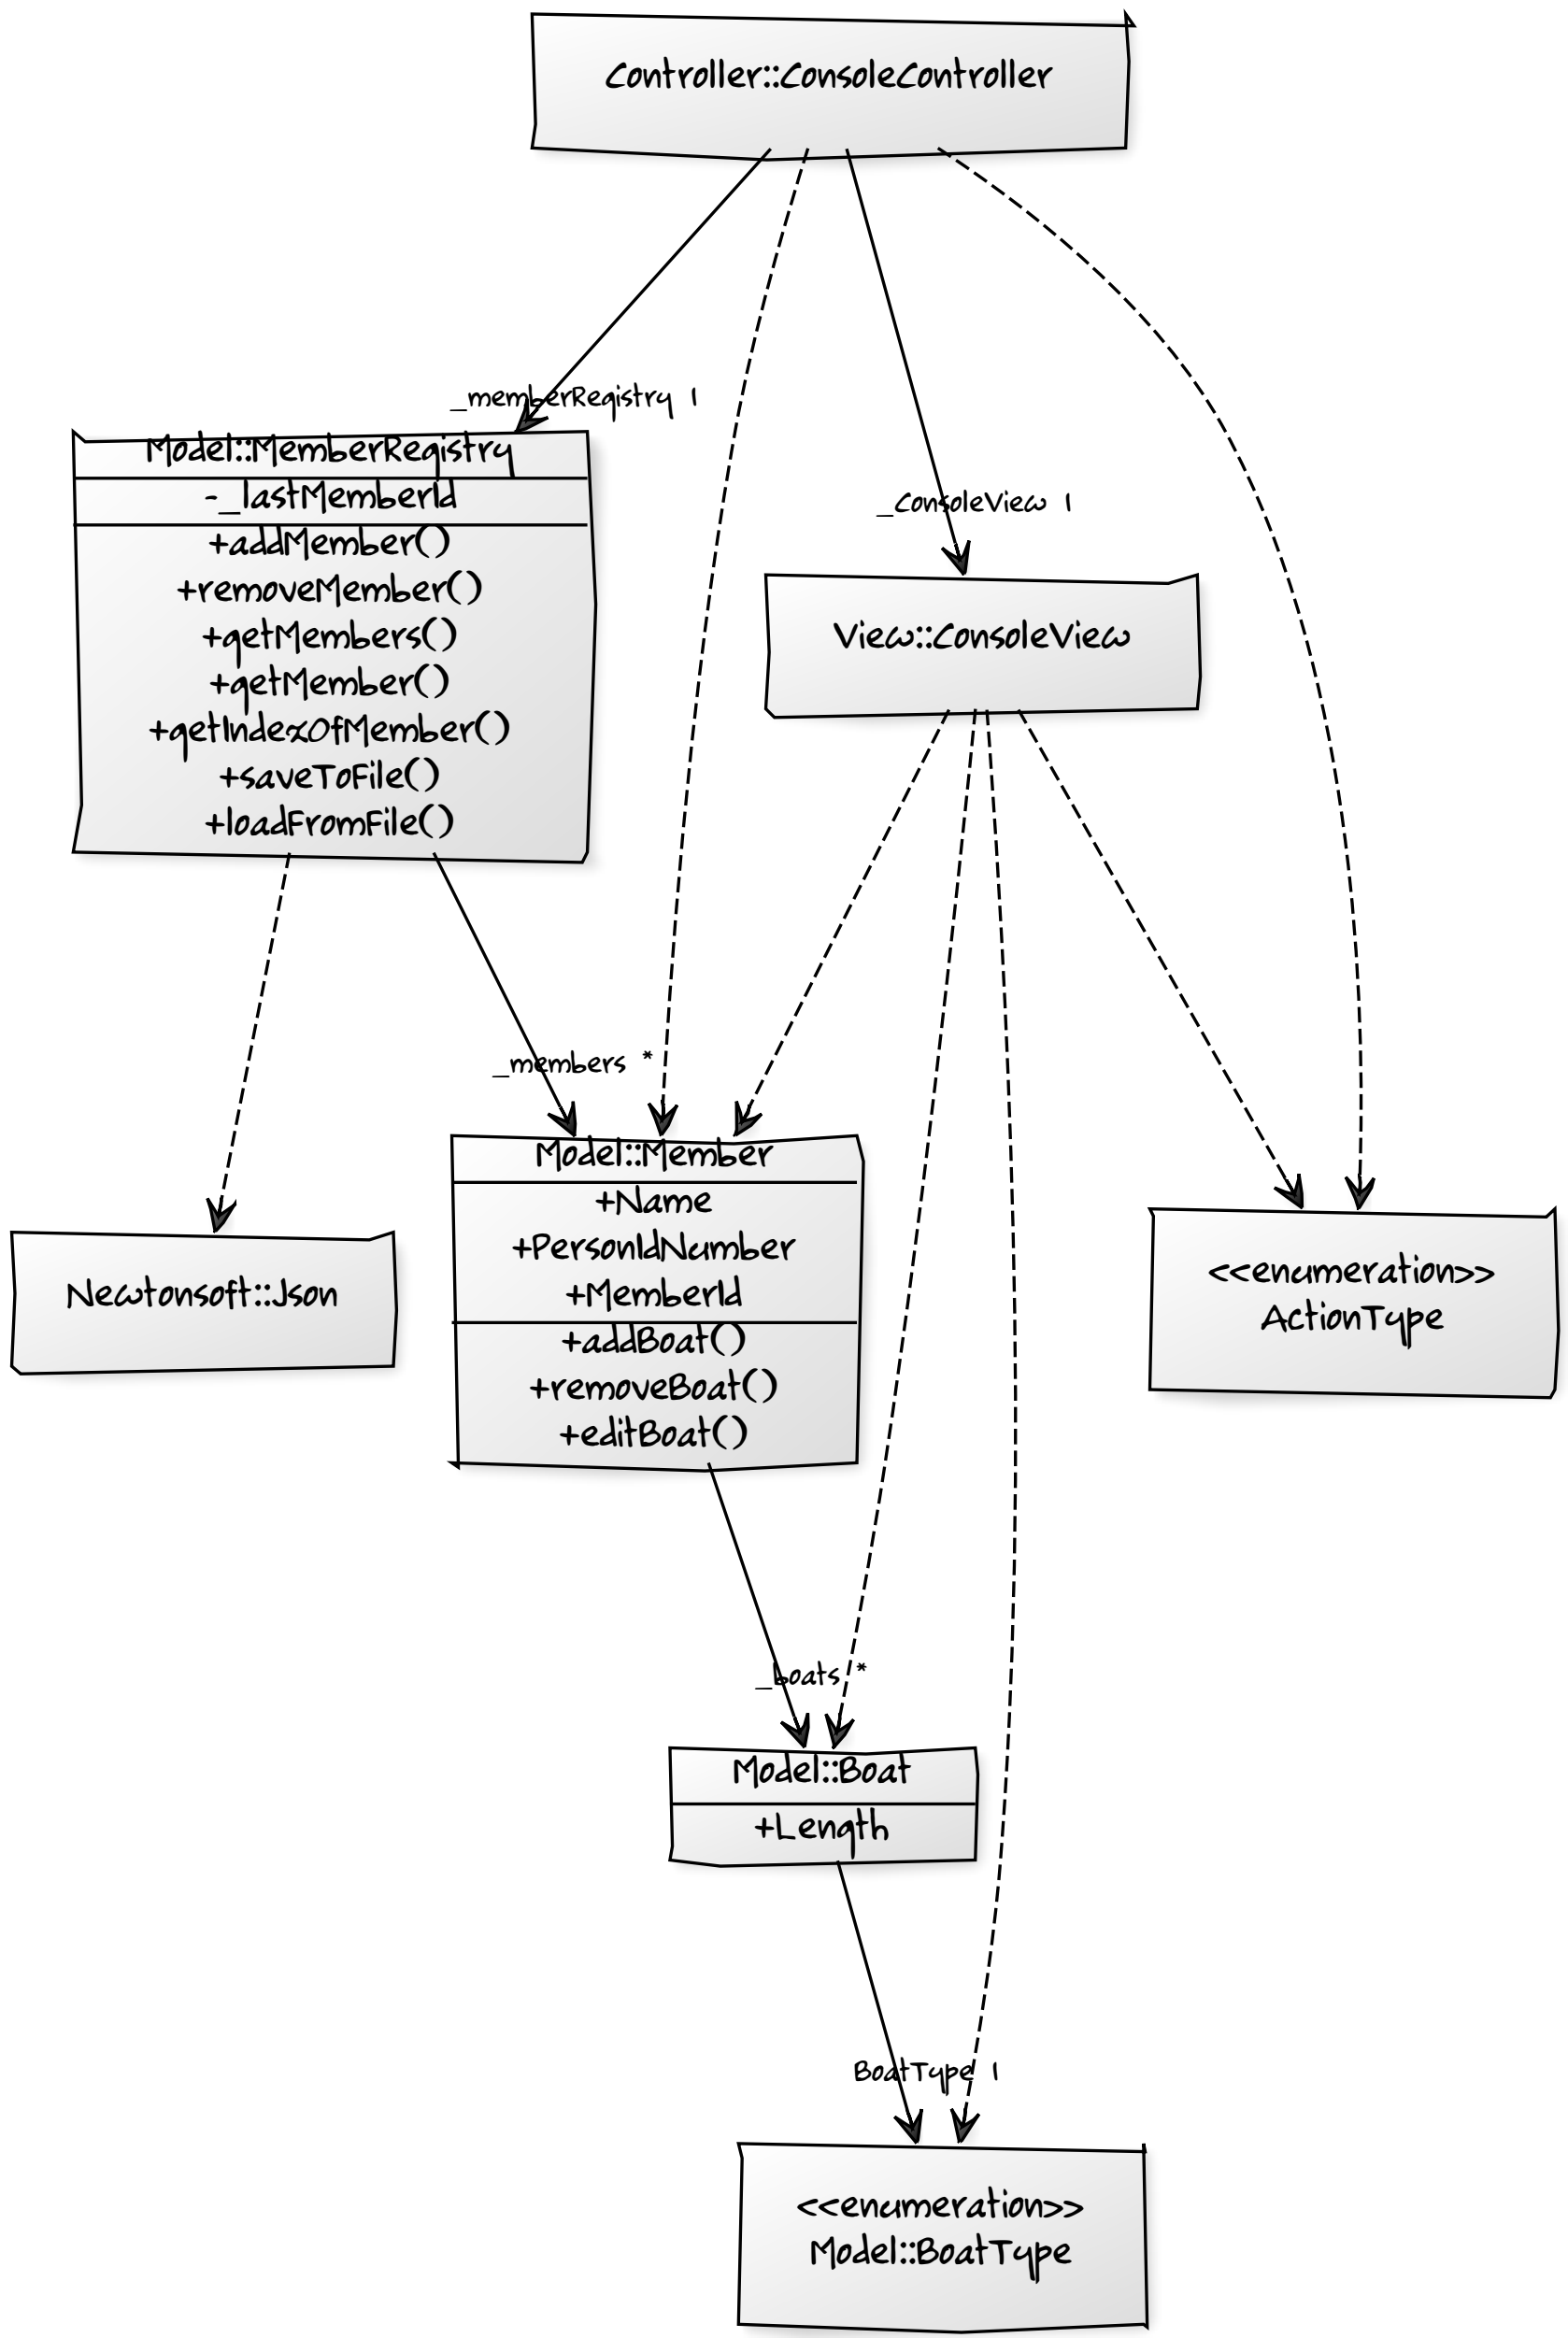 Controller::ConsoleController
_memberRegistry 1
Model::MemberRegistry
-_lastMemberId
+addMember()
+removeMember()
+getMembers()
+getMember()
+getIndexOfMember()
+saveToFile()
+loadFromFile()
_ConsoleView 1
View::ConsoleView
_members *
Model::Member
+Name
+PersonIdNumber
+MemberId
+addBoat()
+removeBoat()
+editBoat()
Newtonsoft::Json
<<enumeration>>
ActionType
_boats *
Model::Boat
+Length
BoatType 1
<<enumeration>>
Model::BoatType